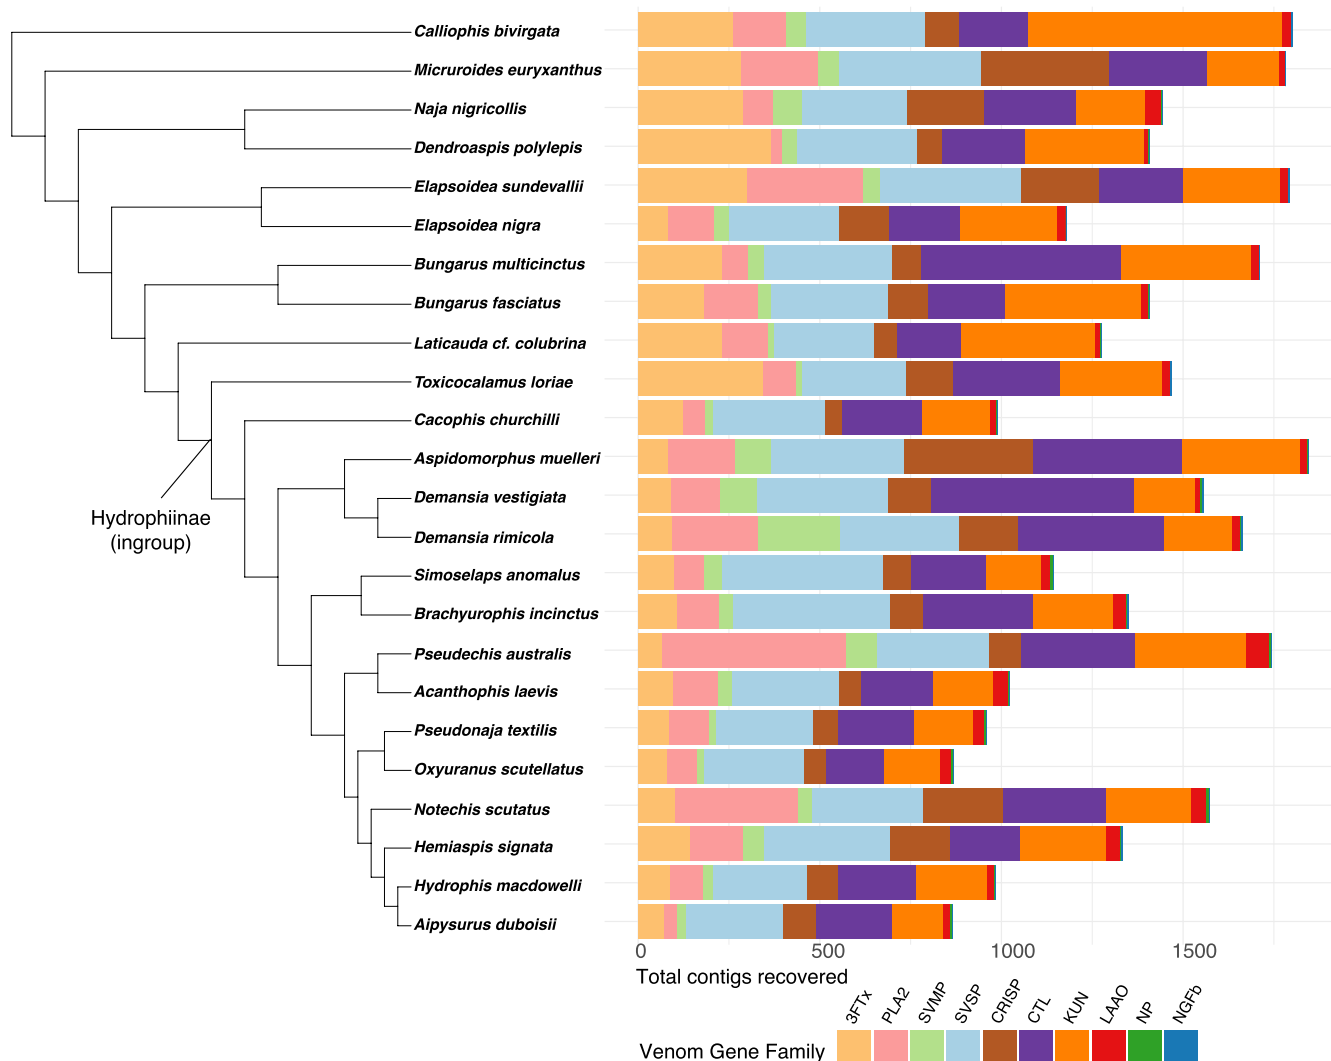 Calliophis bivirgata
Micruroides euryxanthus
Naja nigricollis
Dendroaspis polylepis
Elapsoidea sundevallii
Elapsoidea nigra
Bungarus multicinctus
Bungarus fasciatus
Laticauda cf. colubrina
Toxicocalamus loriae
Cacophis churchilli
Aspidomorphus muelleri
Demansia vestigiata
Hydrophiinae
(ingroup)
Demansia rimicola
Simoselaps anomalus
Brachyurophis incinctus
Pseudechis australis
Acanthophis laevis
Pseudonaja textilis
Oxyuranus scutellatus
Notechis scutatus
Hemiaspis signata
Hydrophis macdowelli
Aipysurus duboisii
0 500 1000 1500
Total contigs recovered
3FTx PLA2 SVMP SVSP CRISP CTL KUN LAAO NP NGFb
Venom Gene Family